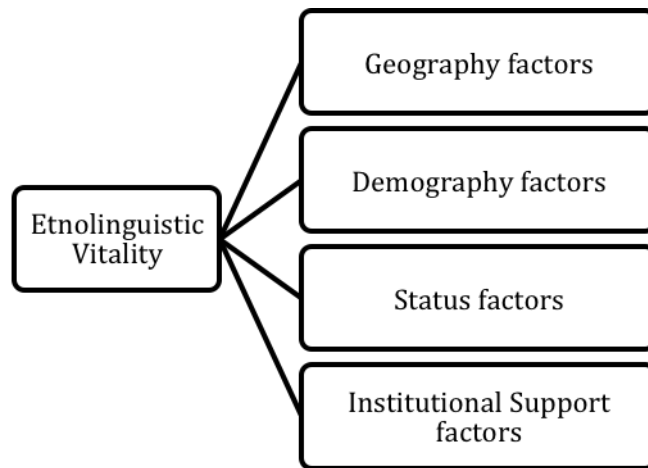 Etnolinguistic
Vitality
Geography factors
Demography factors
Status factors
Institutional Support
factors